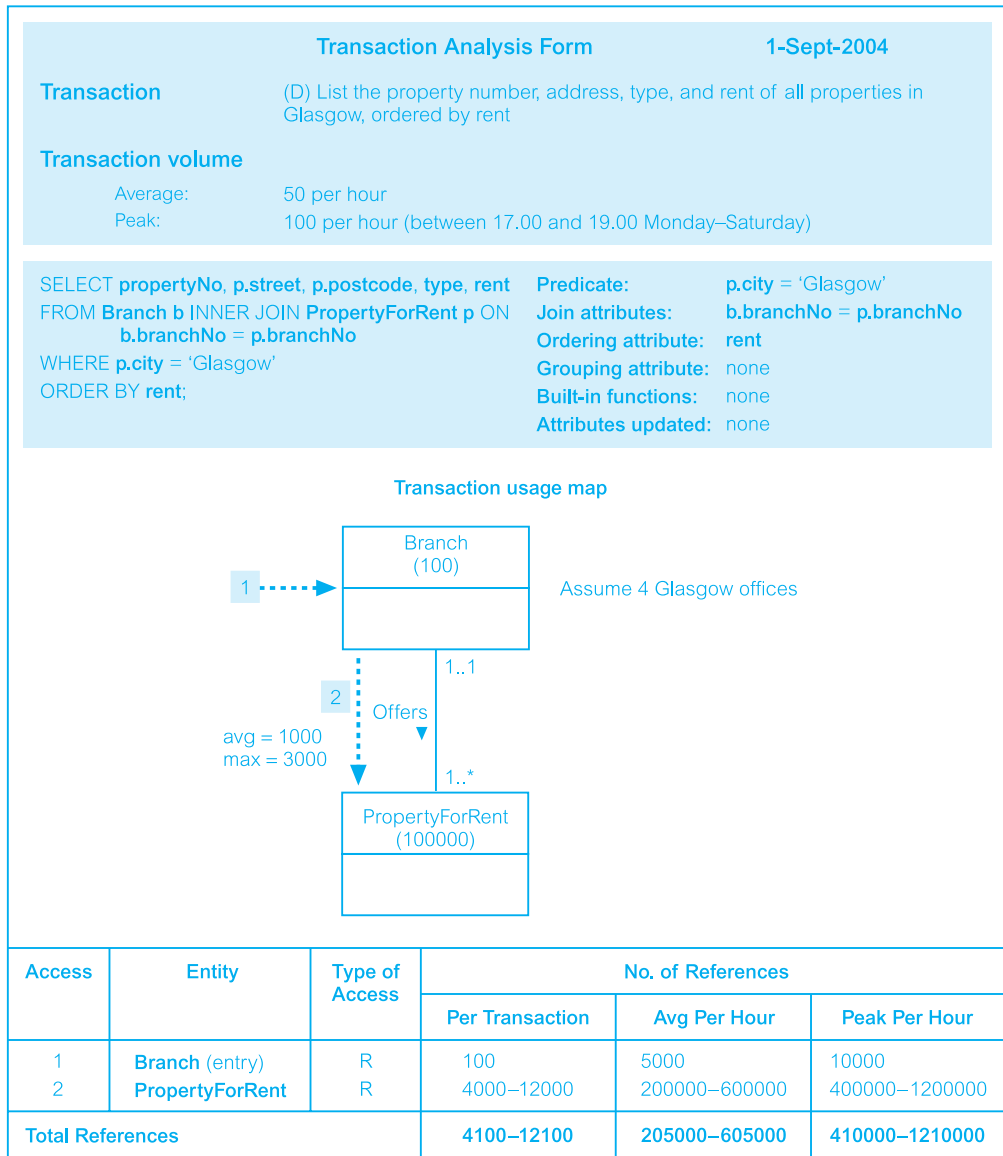 Transaction Analysis Form 1-Sept-2004
Transaction (D) List the property number, address, type, and rent of all properties in
Glasgow, ordered by rent
Transaction volume
Average: 50 per hour
Peak: 100 per hour (between 17.00 and 19.00 Monday–Saturday)
SELECT propertyNo, p.street, p.postcode, type, rent
FROM Branch b INNER JOIN PropertyForRent p ON
b.branchNo = p.branchNo
WHERE p.city = ‘Glasgow’
ORDER BY rent;
Predicate: p.city = ‘Glasgow’
Join attributes: b.branchNo = p.branchNo
Ordering attribute: rent
Grouping attribute: none
Built-in functions: none
Attributes updated: none
Transaction usage map
Branch
(100)
1
Assume 4 Glasgow offices
1..1
2
Offers
avg = 1000
max = 3000
1..*
PropertyForRent
(100000)
Access Entity Type of Access No. of References
Per Transaction Avg Per Hour Peak Per Hour
1 Branch (entry) R 100 5000 10000
2 PropertyForRent R 4000–12000 200000–600000 400000–1200000
Total References 4100–12100 205000–605000 410000–1210000